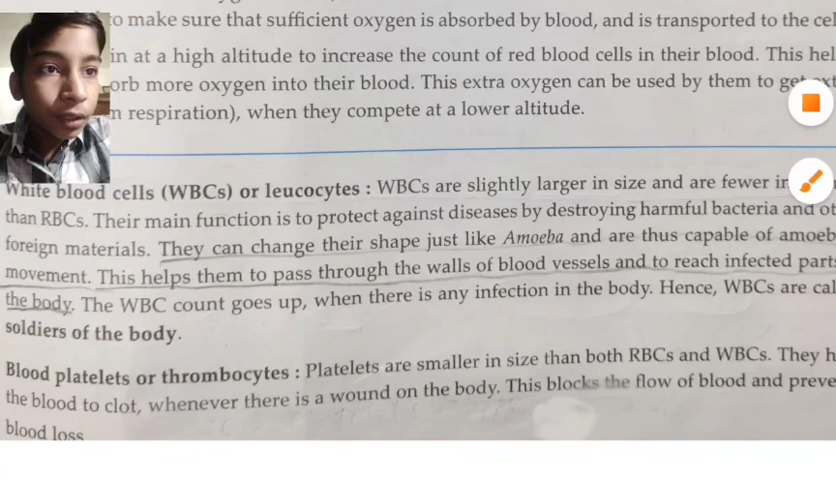 to make sure that sufficient oxygen is absorbed by blood, and is transported to the
in at a high altitude to increase the count of red blood cells in their blood. This
more oxygen into their blood. This extra oxygen can be used by them to
respiration), when they compete at a lower altitude.
White blood cells (WBCs) or leucocytes : WBCs are slightly larger in size and are fewer in
than RBCs. Their main function is to protect against diseases by destroying harmful bacteria and
foreign materials. They can change their shape just like Amoeba and are thus capable of
movement. This helps them to pass through the walls of blood vessels and to reach infected
the body. The WBC count goes up, when there is any infection in the body. Hence, WBCs are
soldiers of the body.
Blood platelets or thrombocytes : Platelets are smaller in size than both RBCs and WBCs. They
the blood to clot, whenever there is a wound on the body. This blocks the flow of blood and
blood loss